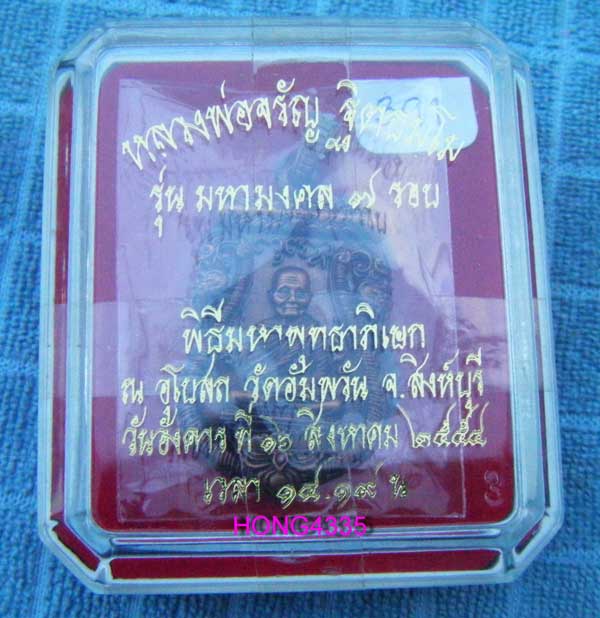 หลวงพ่อจรัญ ฐิตธมฺโม
รุ่น มหามงคล ๗ รอบ
พิธีมหาพุทธาภิเษก
ณ อุโบสถ วัดอัมพวัน จ.สิงห์บุรี
วันอังคาร ที่ ๑๖ สิงหาคม ๒๕๕๔
เวลา ๑๔.๑๙ น
HONG4335